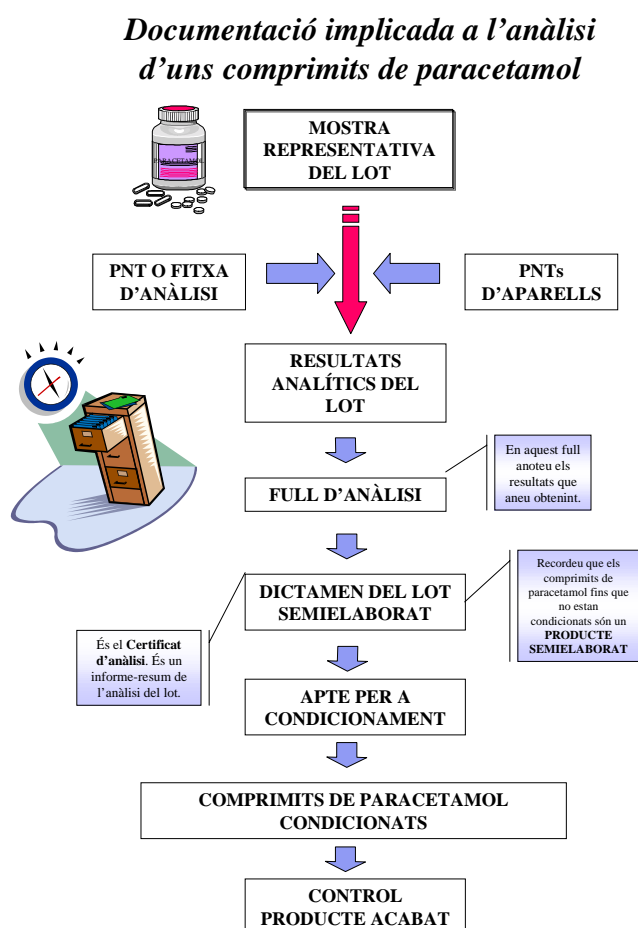 Documentació implicada a l'anàlisi
d'uns comprimits de paracetamol
MOSTRA
REPRESENTATIVA
DEL LOT
PARACETAMOL
PNT O FITXA
D'ANÀLISI
PNTs
D'APARELLS
RESULTATS
ANALÍTICS DEL
LOT
En aquest full
anoteu els
resultats que
aneu obtenint.
FULL D'ANÀLISI
Recordeu que els
comprimits de
paracetamol fins que
no estan
condicionats són un
PRODUCTE
SEMIELABORAT
DICTAMEN DEL LOT
SEMIELABORAT
És el Certificat
d'anàlisi. És un
informe-resum de
l'anàlisi del lot.
APTE PER A
CONDICIONAMENT
COMPRIMITS DE PARACETAMOL
CONDICIONATS
CONTROL
PRODUCTE ACABAT